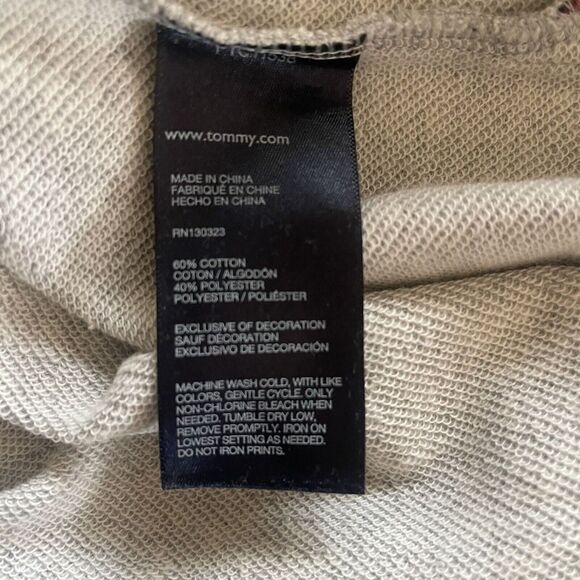 www.tommy.com
MADE IN CHINA
FABRIQUÉ EN CHINE
HECHO EN CHINA
RN130323
60% COTTON
COTON / ALGODÓN
40% POLYESTER
POLYESTER / POLIÉSTER
EXCLUSIVE OF DECORATION
SAUF DÉCORATION
EXCLUSIVO DE DECORACIÓN
MACHINE WASH COLD, WITH LIKE
COLORS, GENTLE CYCLE. ONLY
NON-CHLORINE BLEACH WHEN
NEEDED. TUMBLE DRY LOW,
REMOVE PROMPTLY. IRON ON
LOWEST SETTING AS NEEDED.
DO NOT IRON PRINTS.